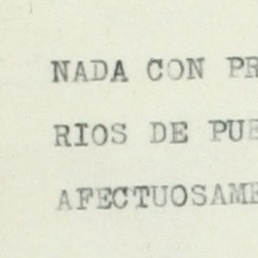 NADA CON PR
RIOS DE PUE
AFECTUOSAME